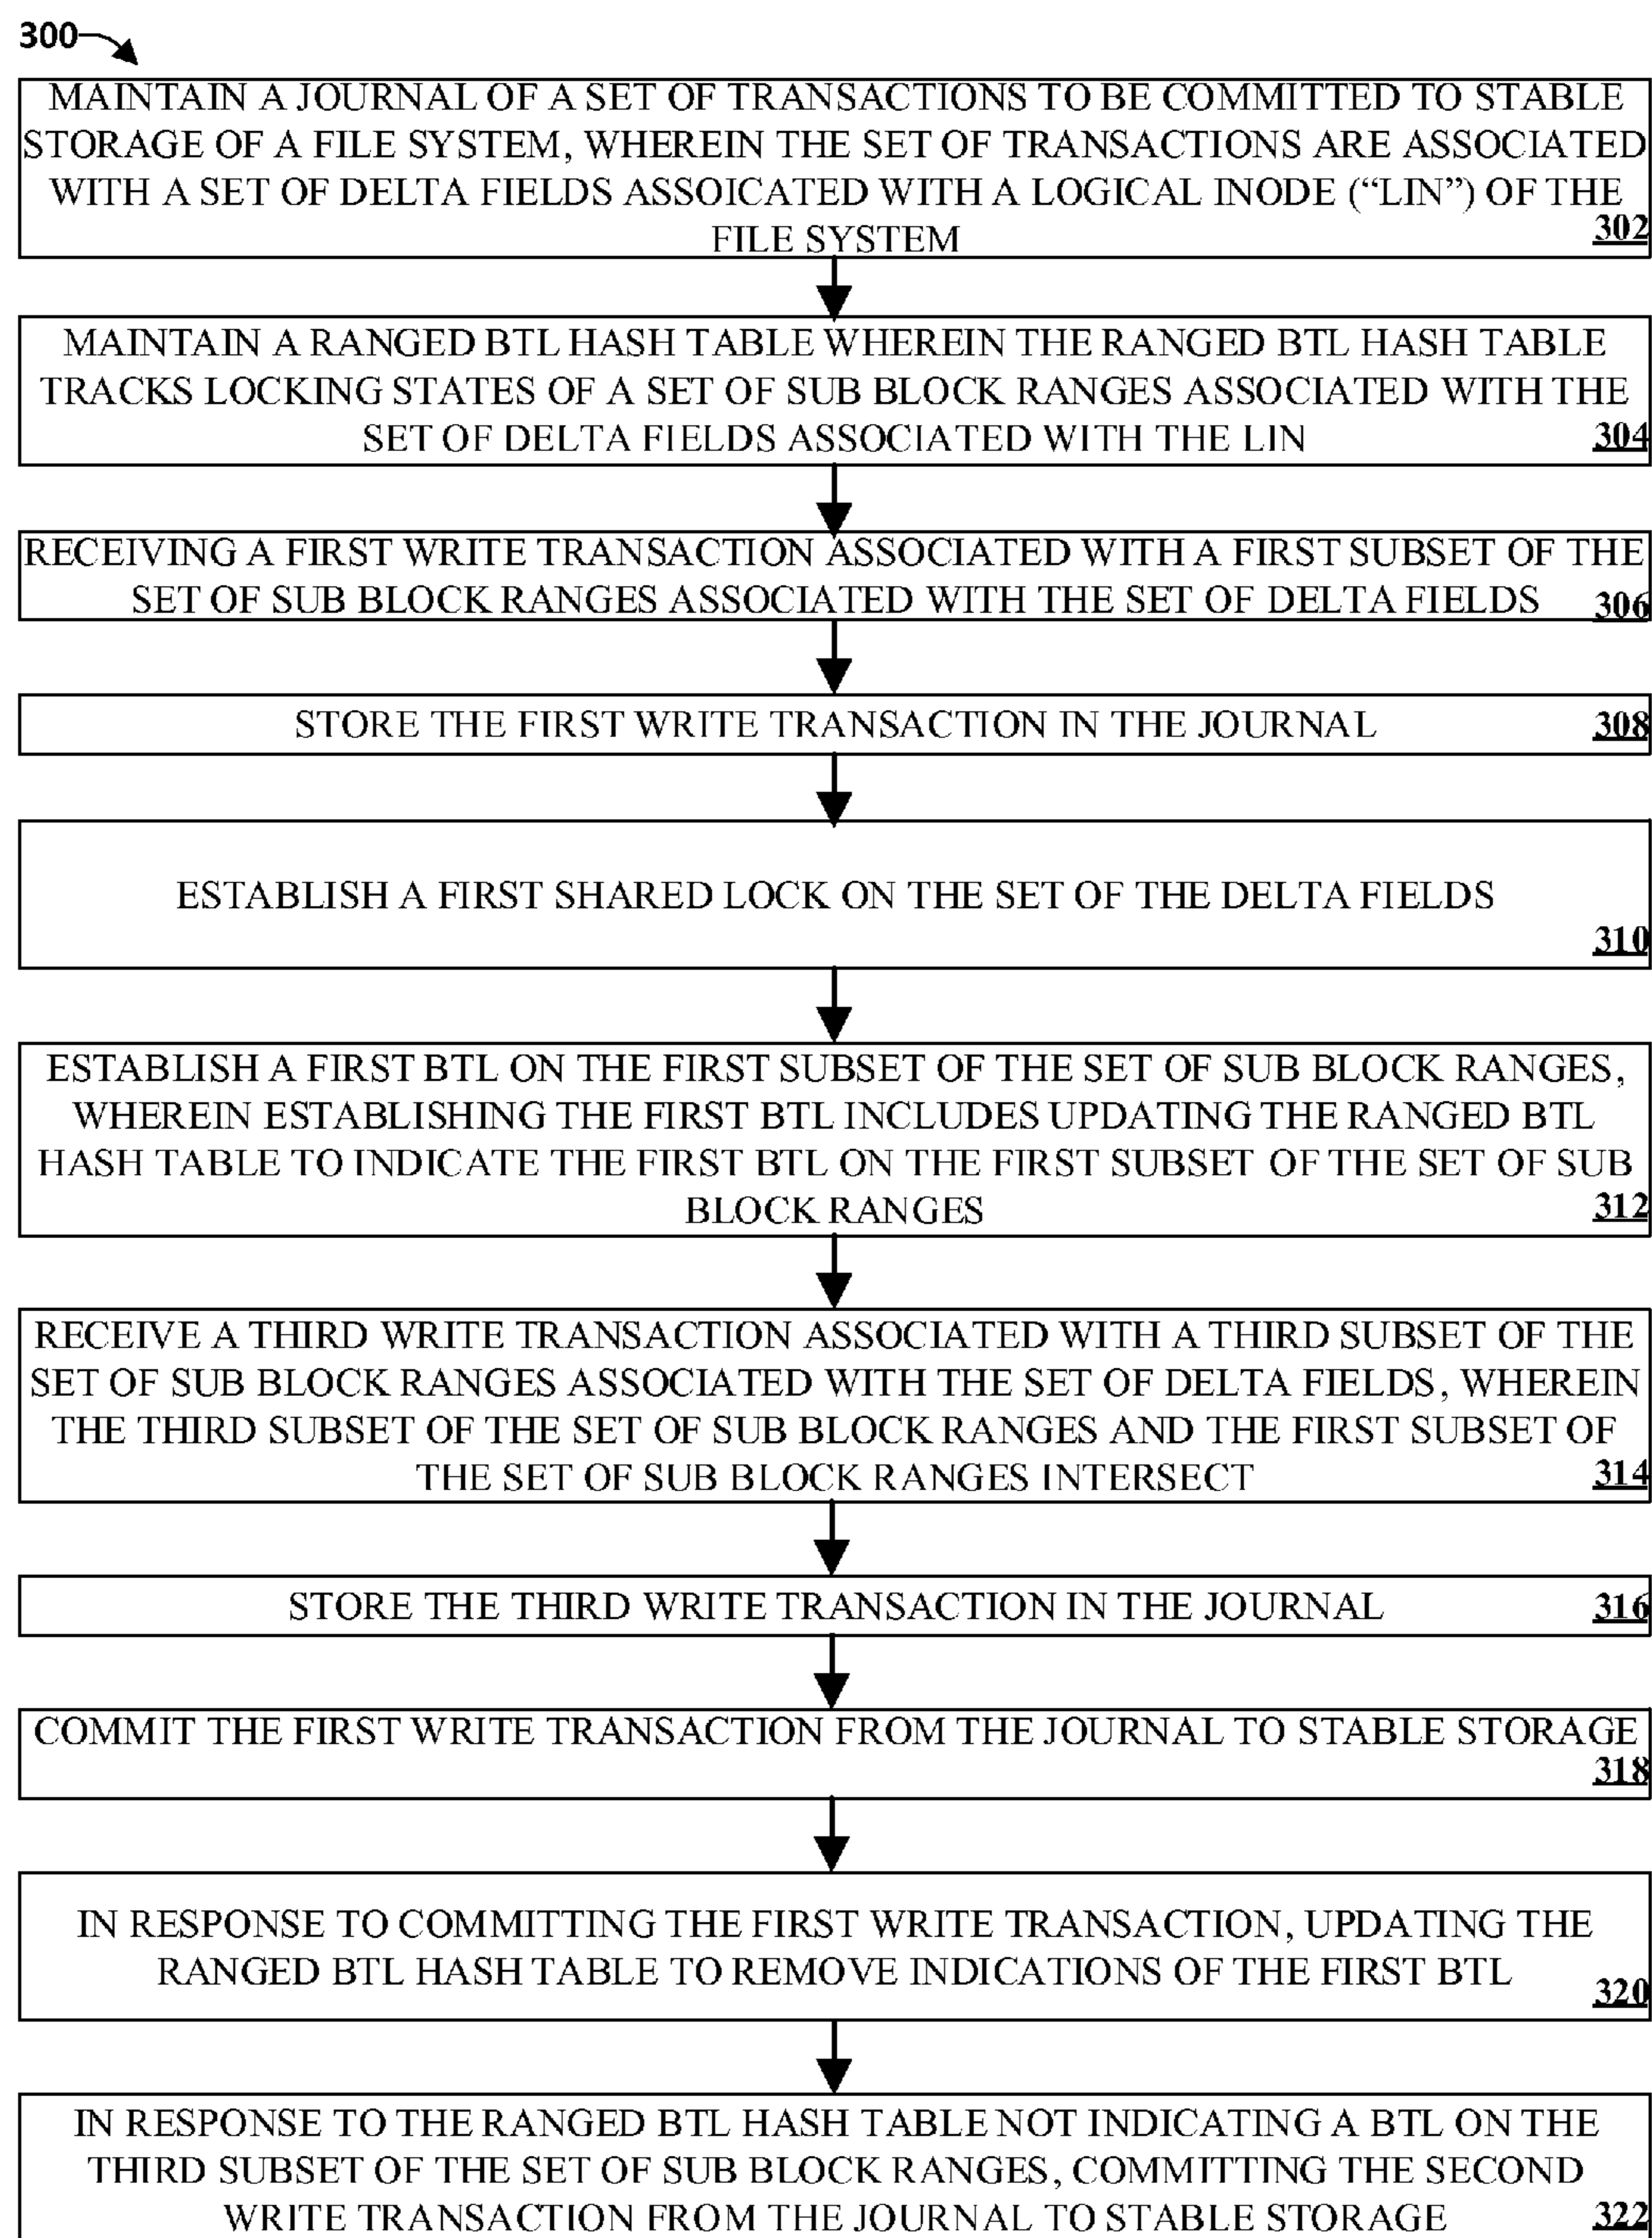 300
MAINTAIN A JOURNAL OF A SET OF TRANSACTIONS TO BE COMMITTED TO STABLE
STORAGE OF A FILE SYSTEM, WHEREIN THE SET OF TRANSACTIONS ARE ASSOCIATED
WITH A SET OF DELTA FIELDS ASSOICATED WITH A LOGICAL INODE (“LIN”) OF THE
FILE SYSTEM 302
MAINTAIN A RANGED BTL HASH TABLE WHEREIN THE RANGED BTL HASH TABLE
TRACKS LOCKING STATES OF A SET OF SUB BLOCK RANGES ASSOCIATED WITH THE
SET OF DELTA FIELDS ASSOCIATED WITH THE LIN 304
RECEIVING A FIRST WRITE TRANSACTION ASSOCIATED WITH A FIRST SUBSET OF THE
SET OF SUB BLOCK RANGES ASSOCIATED WITH THE SET OF DELTA FIELDS 306
STORE THE FIRST WRITE TRANSACTION IN THE JOURNAL 308
ESTABLISH A FIRST SHARED LOCK ON THE SET OF THE DELTA FIELDS
310
ESTABLISH A FIRST BTL ON THE FIRST SUBSET OF THE SET OF SUB BLOCK RANGES,
WHEREIN ESTABLISHING THE FIRST BTL INCLUDES UPDATING THE RANGED BTL
HASH TABLE TO INDICATE THE FIRST BTL ON THE FIRST SUBSET OF THE SET OF SUB
BLOCK RANGES 312
RECEIVE A THIRD WRITE TRANSACTION ASSOCIATED WITH A THIRD SUBSET OF THE
SET OF SUB BLOCK RANGES ASSOCIATED WITH THE SET OF DELTA FIELDS, WHEREIN
THE THIRD SUBSET OF THE SET OF SUB BLOCK RANGES AND THE FIRST SUBSET OF
THE SET OF SUB BLOCK RANGES INTERSECT 314
STORE THE THIRD WRITE TRANSACTION IN THE JOURNAL 316
COMMIT THE FIRST WRITE TRANSACTION FROM THE JOURNAL TO STABLE STORAGE
318
IN RESPONSE TO COMMITTING THE FIRST WRITE TRANSACTION, UPDATING THE
RANGED BTL HASH TABLE TO REMOVE INDICATIONS OF THE FIRST BTL
320
IN RESPONSE TO THE RANGED BTL HASH TABLE NOT INDICATING A BTL ON THE
THIRD SUBSET OF THE SET OF SUB BLOCK RANGES, COMMITTING THE SECOND
WRITE TRANSACTION FROM THE JOURNAL TO STABLE STORAGE 322